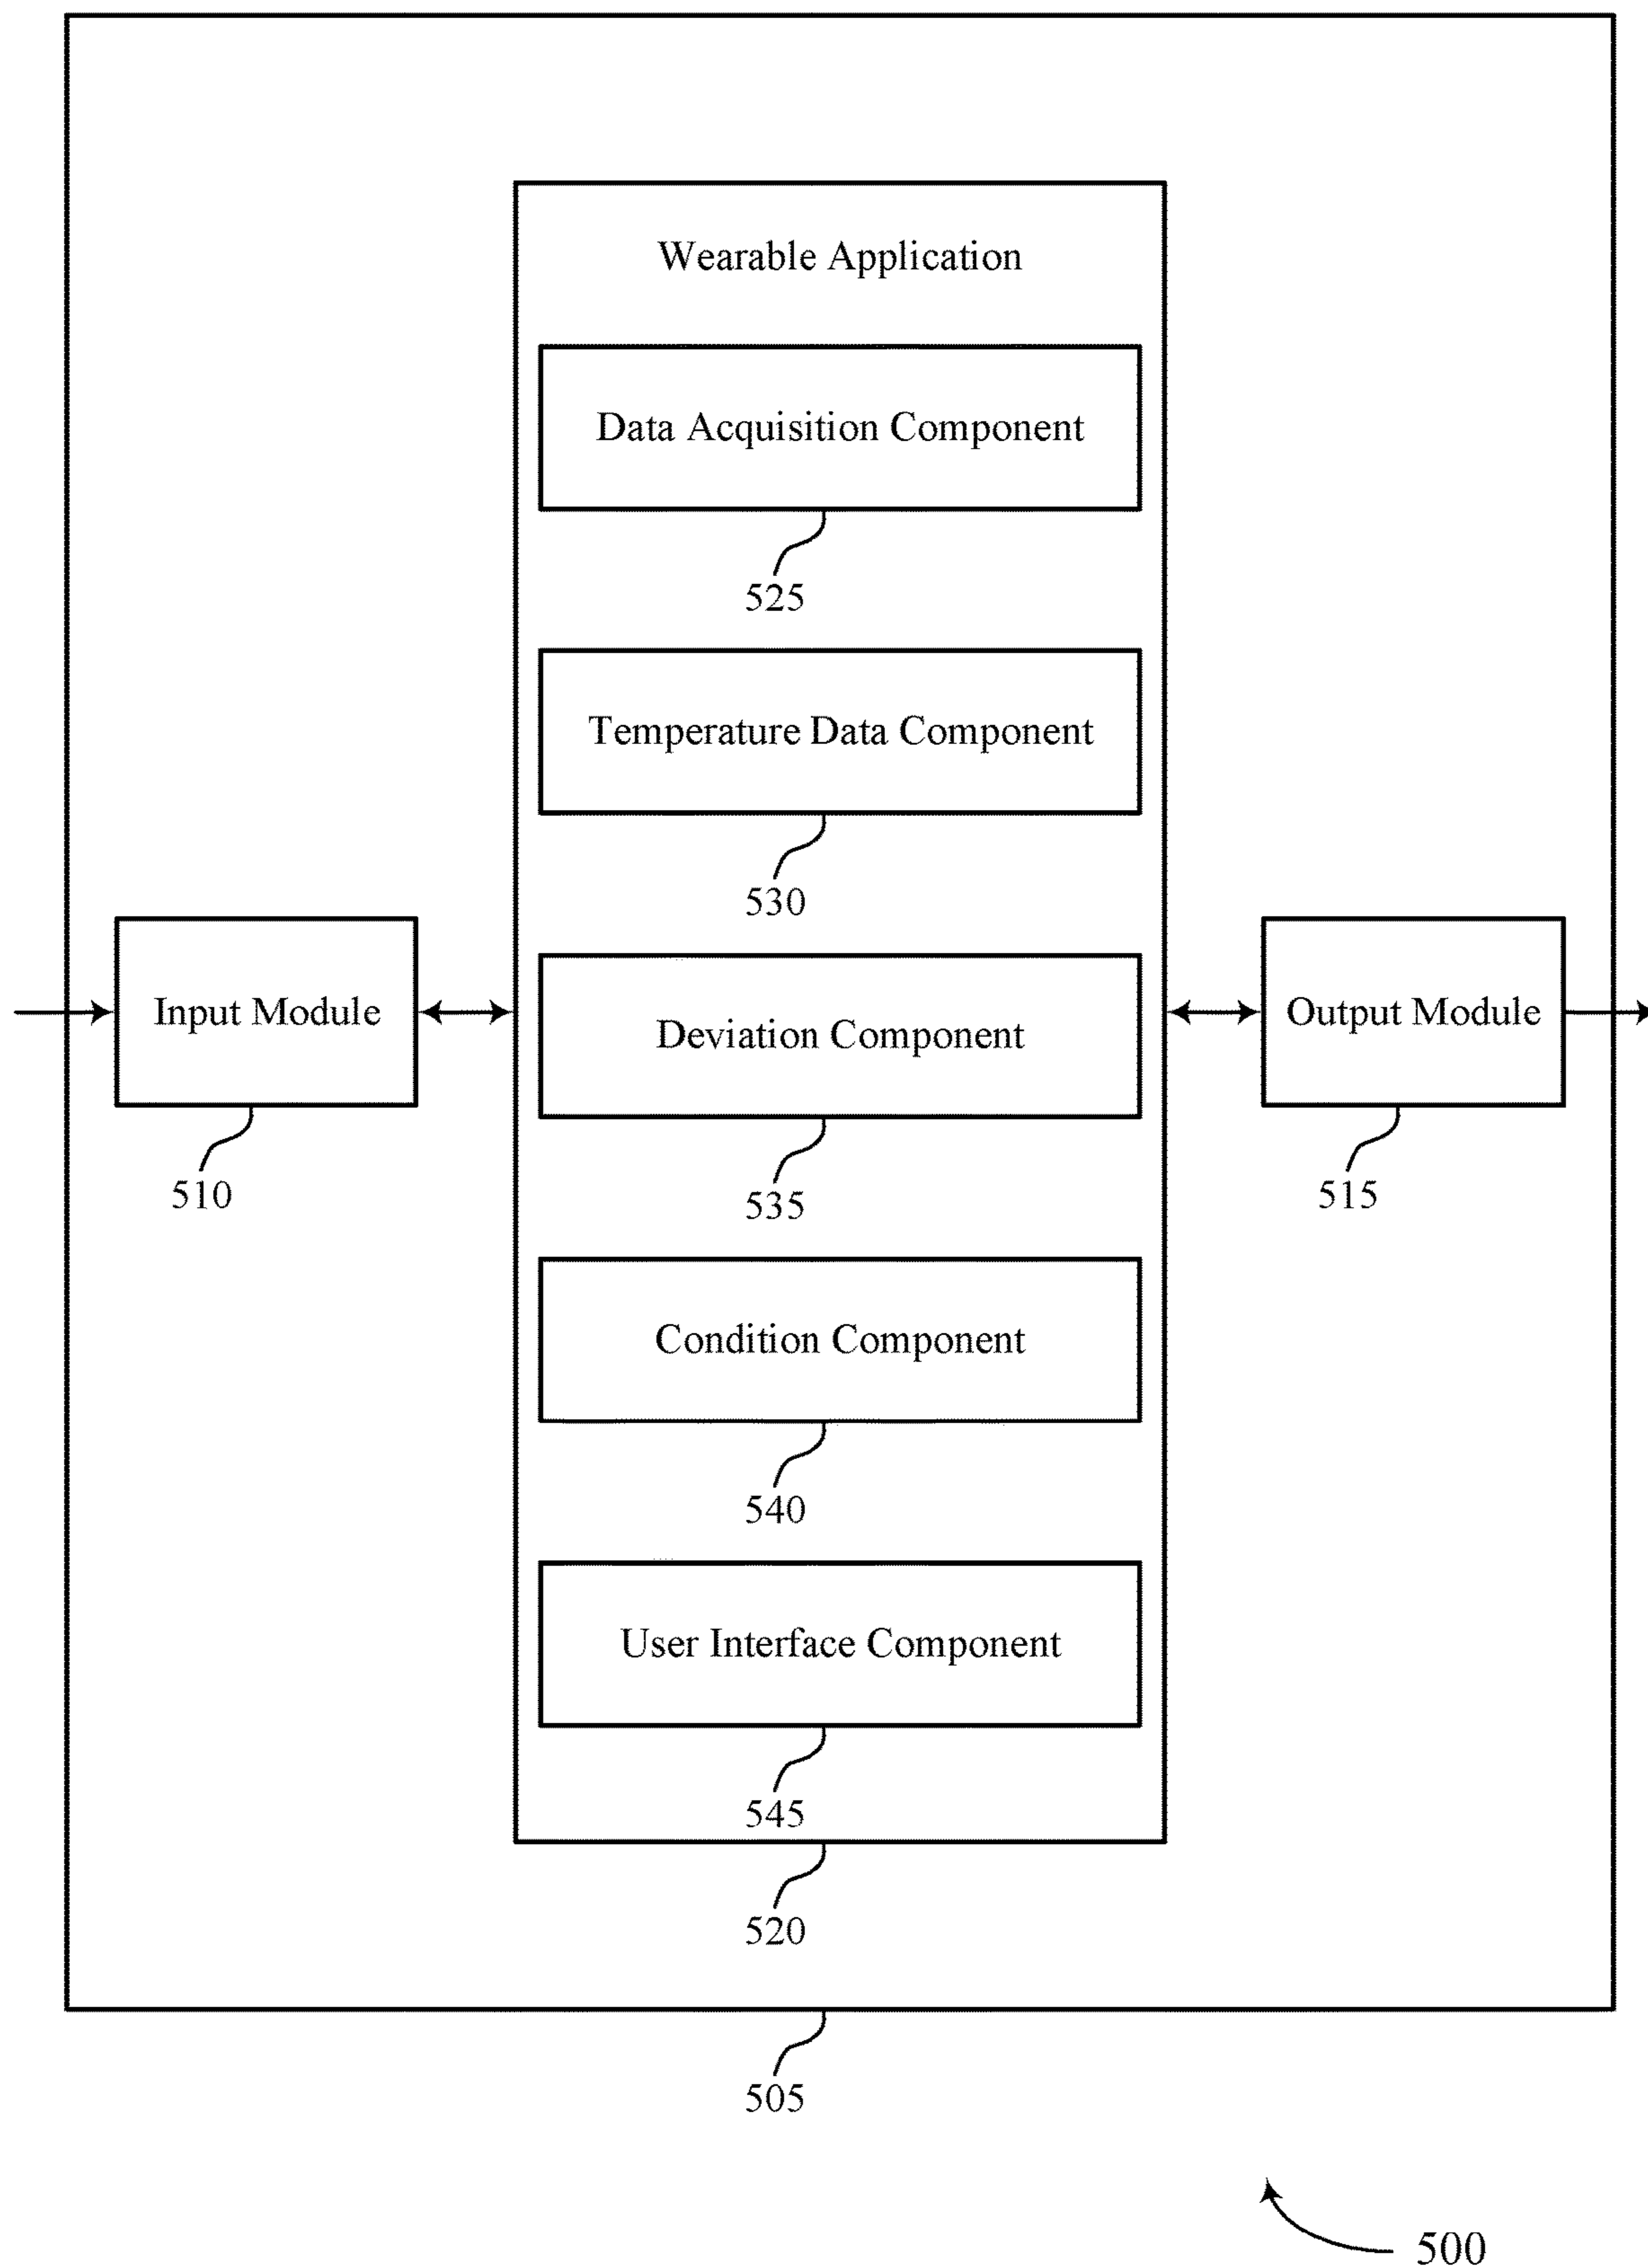 Wearable Application
Data Acquisition Component
525
Temperature Data Component
530
Input Module
510
Deviation Component
535
Output Module
515
Condition Component
540
User Interface Component
545
520
505
500